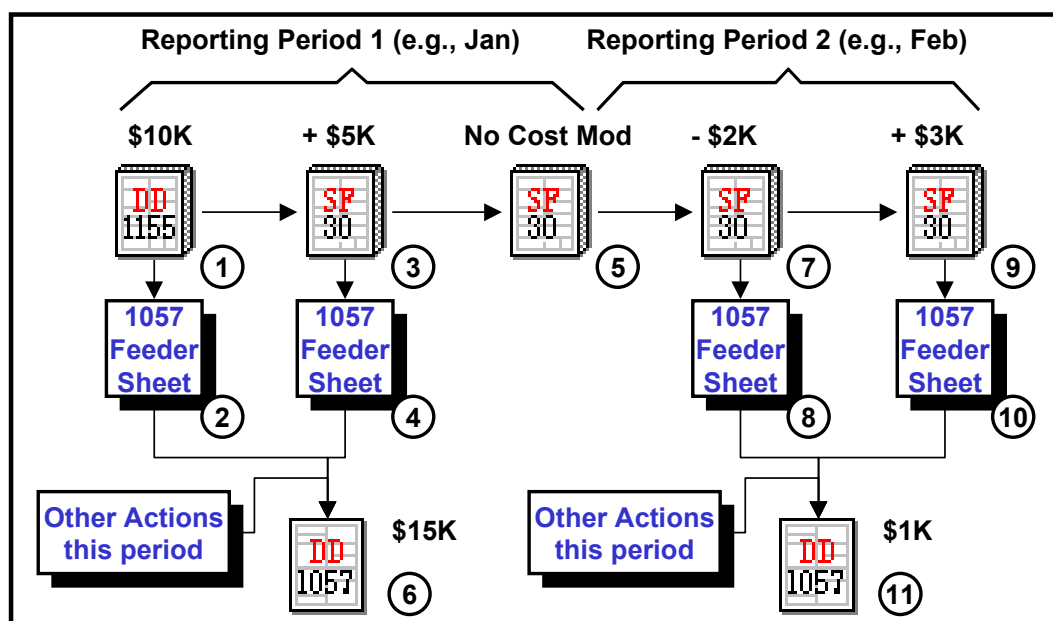 Reporting Period 1 (e.g., Jan)
Reporting Period 2 (e.g., Feb)
$10K
+ $5K
No Cost Mod
- $2K
+ $3K
DD
1155
SF
30
SF
30
SF
30
SF
30
1
3
5
7
9
1057
Feeder
Sheet
1057
Feeder
Sheet
1057
Feeder
Sheet
1057
Feeder
Sheet
2
4
8
10
Other Actions
this period
DD
1057
$15K
6
Other Actions
this period
DD
1057
$1K
11